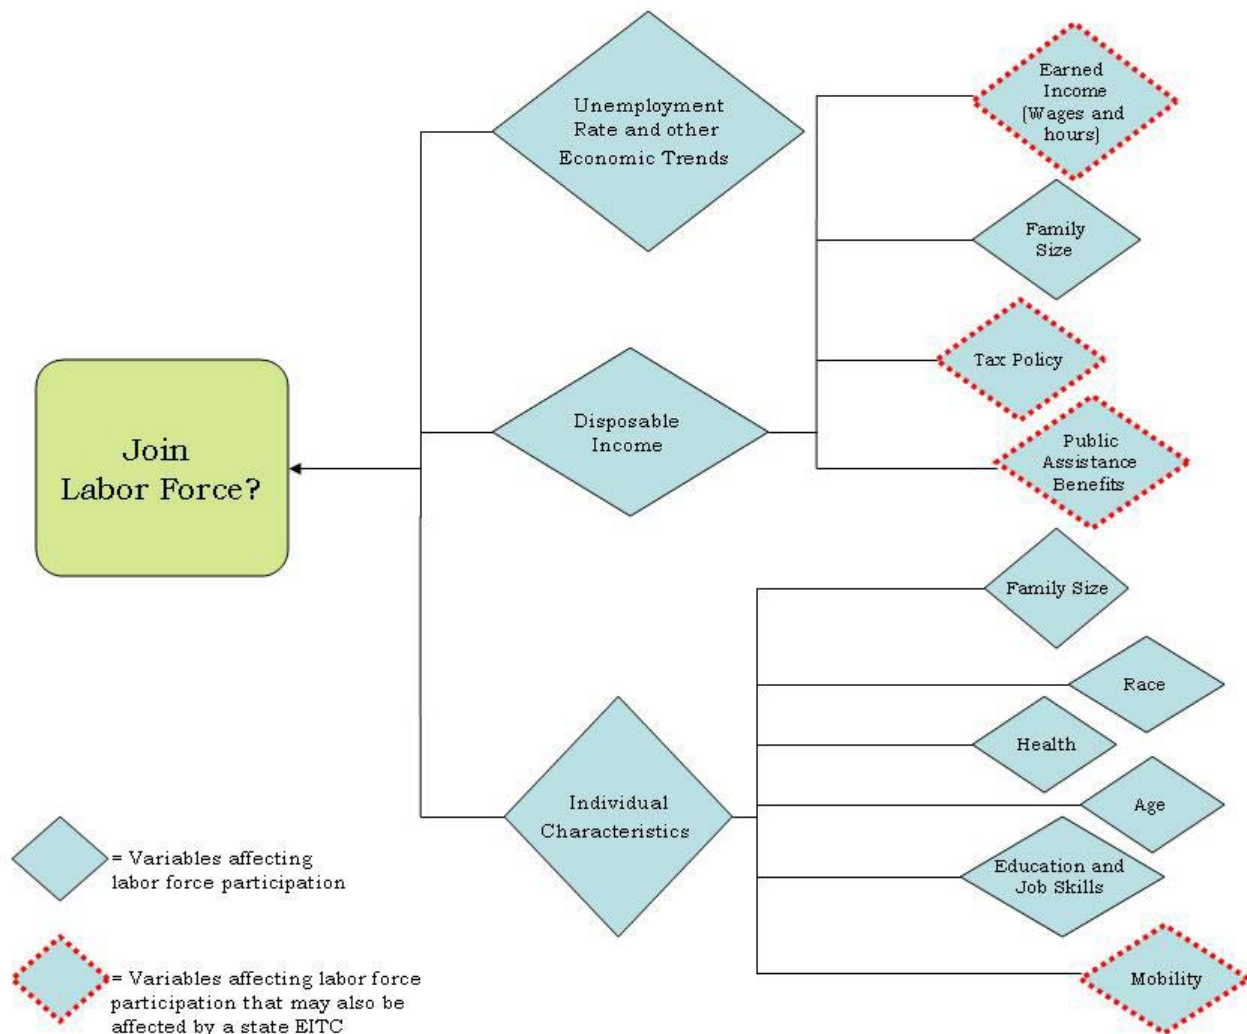 Unemployment
Rate and other
Economic Trends
Earned
Income
(Wages and
hours)
Family
Size
Tax Policy
Disposable
Income
Public
Assistance
Benefits
Join
Labor Force?
Family Size
Race
Health
Age
Individual
Characteristics
Education and
Job Skills
Mobility
= Variables affecting
labor force participation
= Variables affecting labor force
participation that may also be
affected by a state EITC